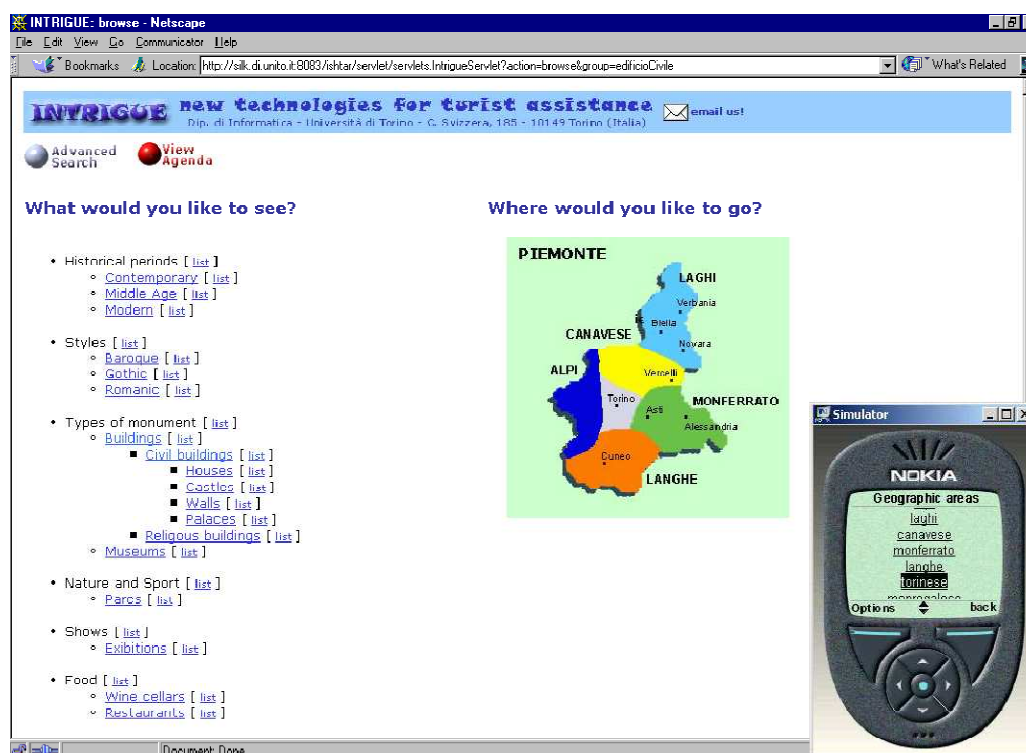 INTRIGUE: browse - Netscape
File Edit View Go Communicator Help
Bookmarks Location: http://silk.di.unito.it:8083/ishtar/servlet/servlets.IntrigueServlet?action=browse&group=edificioCivile What's Related
INTRIGUE new technologies for turist assistance email us!
Dip. di Informatica - Università di Torino - C. Svizzera, 185 - 10149 Torino (Italia)
Advanced Search
View Agenda
What would you like to see?
• Historical periods [ list ]
Contemporary [ list ]
Middle Age [ list ]
Modern [ list ]
• Styles [ list ]
Baroque [ list ]
Gothic [ list ]
Romanic [ list ]
• Types of monument [ list ]
Buildings [ list ]
Civil buildings [ list ]
Houses [ list ]
Castles [ list ]
Walls [ list ]
Palaces [ list ]
Religous buildings [ list ]
Museums [ list ]
• Nature and Sport [ list ]
Parcs [ list ]
• Shows [ list ]
Exibitions [ list ]
• Food [ list ]
Wine cellars [ list ]
Restaurants [ list ]
Where would you like to go?
PIEMONTE
LAGHI
Verbania
Biella
Novara
CANAVESE
ALPI
Vercelli
Torino
MONFERRATO
Asti
Alessandria
Cuneo
LANGHE
Simulator
NOKIA
Geographic areas
laghi
canavese
monferrato
langhe
torinese
Options back
Document: Done